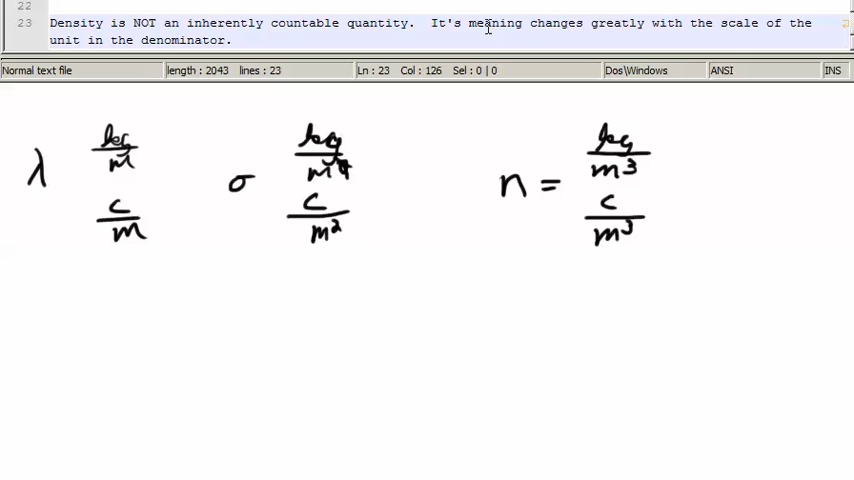 22
23 Density is NOT an inherently countable quantity. It's meaning changes greatly with the scale of the
unit in the denominator.
Normal text file length : 2043 lines : 23 Ln : 23 Col : 126 Sel : 0 | 0 Dos\Windows ANSI INS
λ kg/m σ kg/m² n = kg/m³
c/m c/m² c/m³